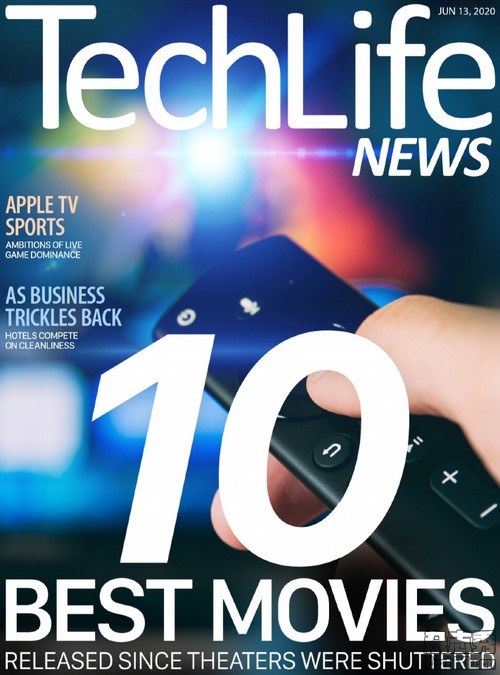 TechLife
JUN 13, 2020
NEWS
APPLE TV
SPORTS
AMBITIONS OF LIVE
GAME DOMINANCE
AS BUSINESS
TRICKLES BACK
HOTELS COMPETE
ON CLEANLINESS
10
BEST MOVIES
RELEASED SINCE THEATERS WERE SHUTTERED